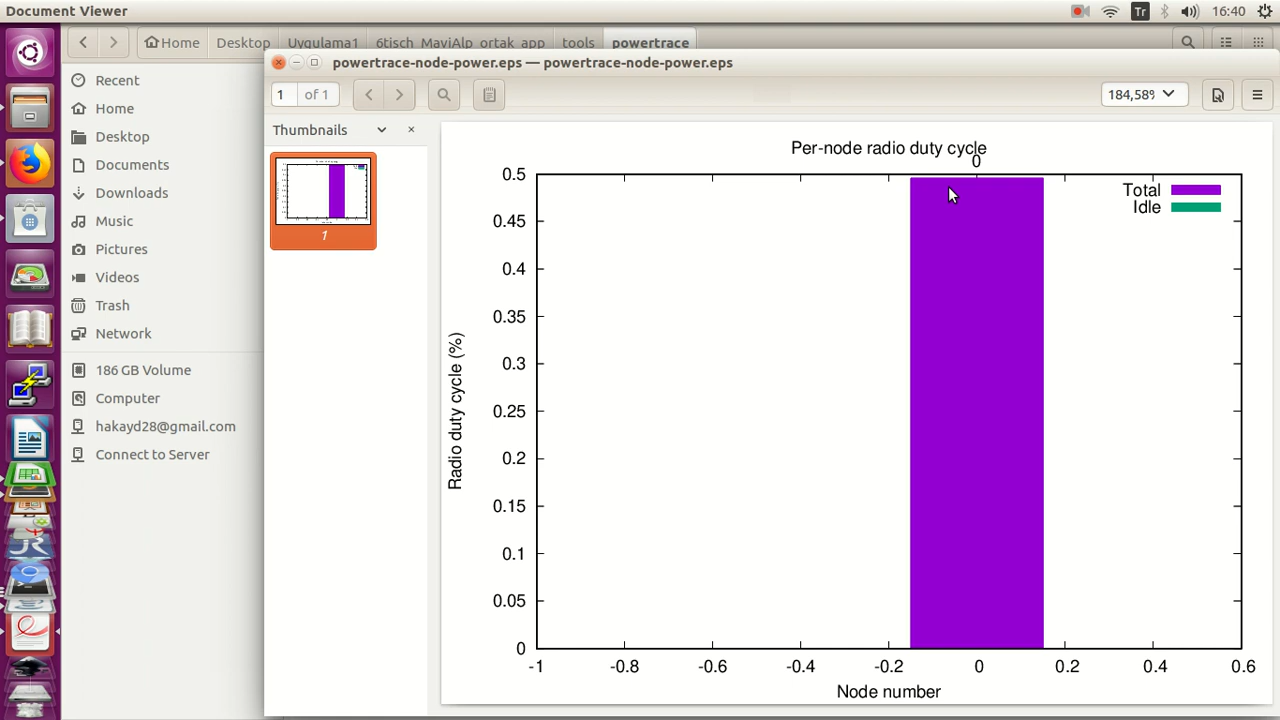 Document Viewer
Tr
16:40
Home
Desktop
Uygulama1
6tisch_MaviAlp_ortak_app
tools
powertrace
powertrace-node-power.eps — powertrace-node-power.eps
1 of 1
184,58%
Recent
Home
Desktop
Documents
Downloads
Music
Pictures
Videos
Trash
Network
186 GB Volume
Computer
hakayd28@gmail.com
Connect to Server
Thumbnails
1
Per-node radio duty cycle
0
Total
Idle
0.5
0.45
0.4
0.35
0.3
0.25
0.2
0.15
0.1
0.05
0
Radio duty cycle (%)
-1 -0.8 -0.6 -0.4 -0.2 0 0.2 0.4 0.6
Node number